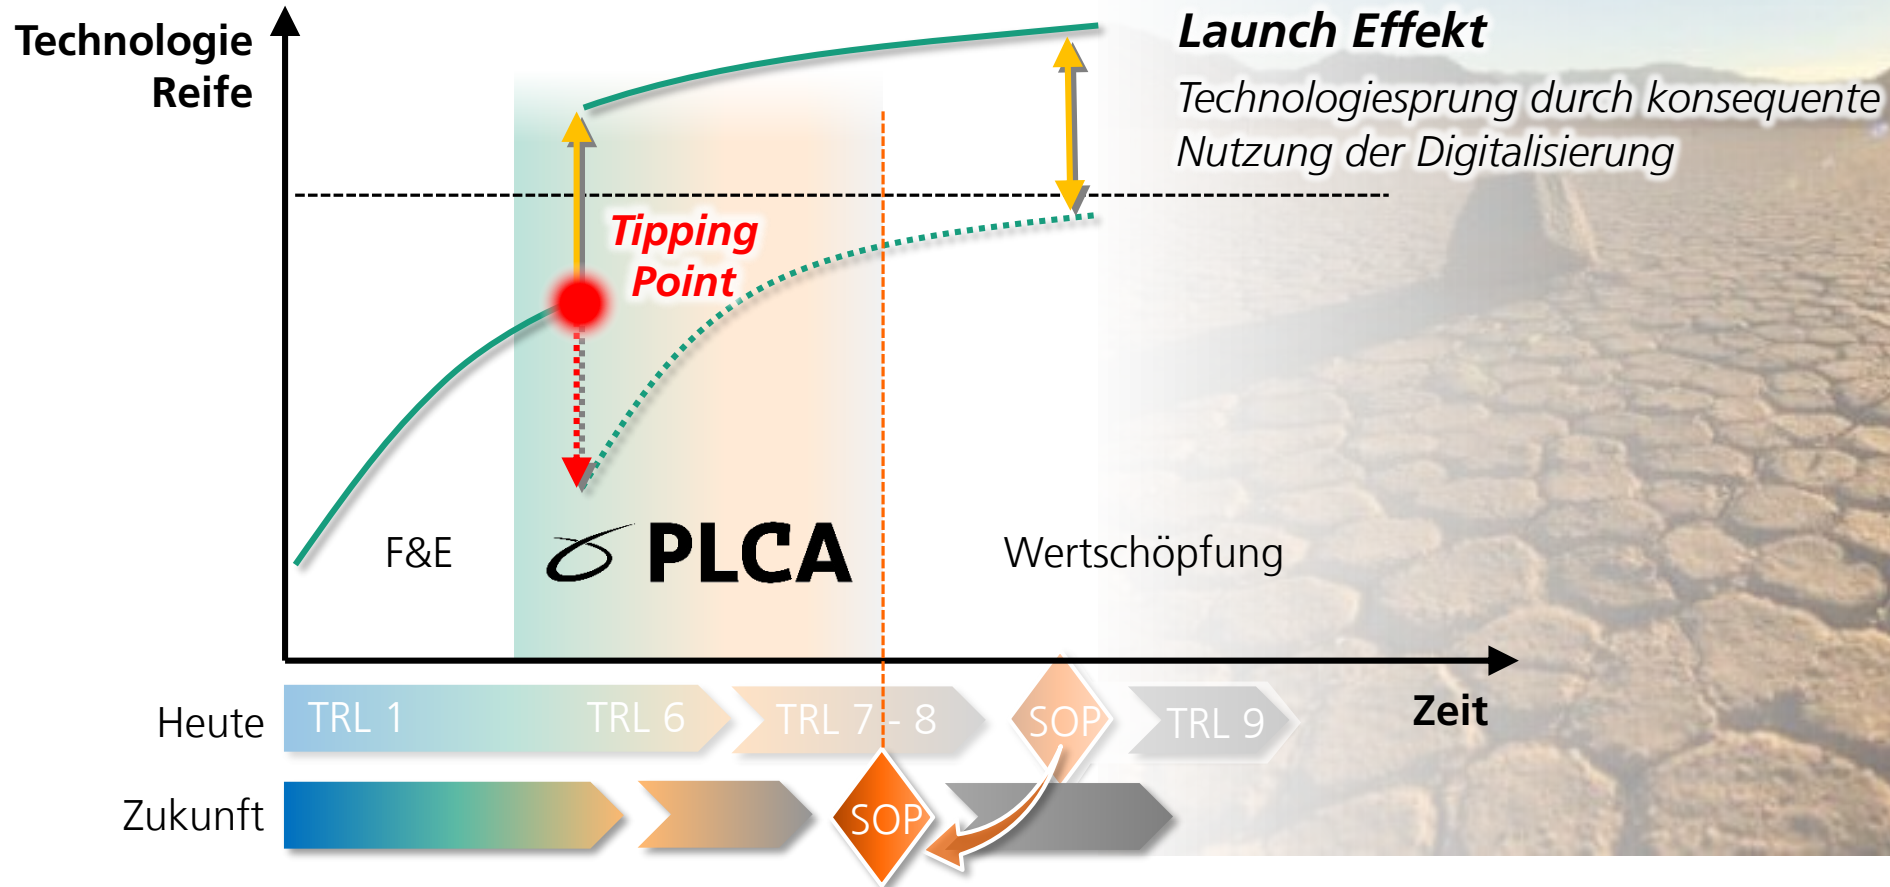 Technologie
Reife
Launch Effekt
Technologiesprung durch konsequente
Nutzung der Digitalisierung
Tipping
Point
F&E
PLCA
Wertschöpfung
Zeit
Heute
TRL 1
TRL 6
TRL 7 - 8
SOP
TRL 9
Zukunft
SOP